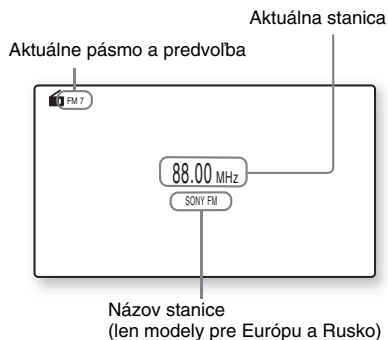 Aktuálna stanica
Aktuálne pásmo a predvoľba
FM 7
88.00 MHz
SONY FM
Názov stanice
(len modely pre Európu a Rusko)